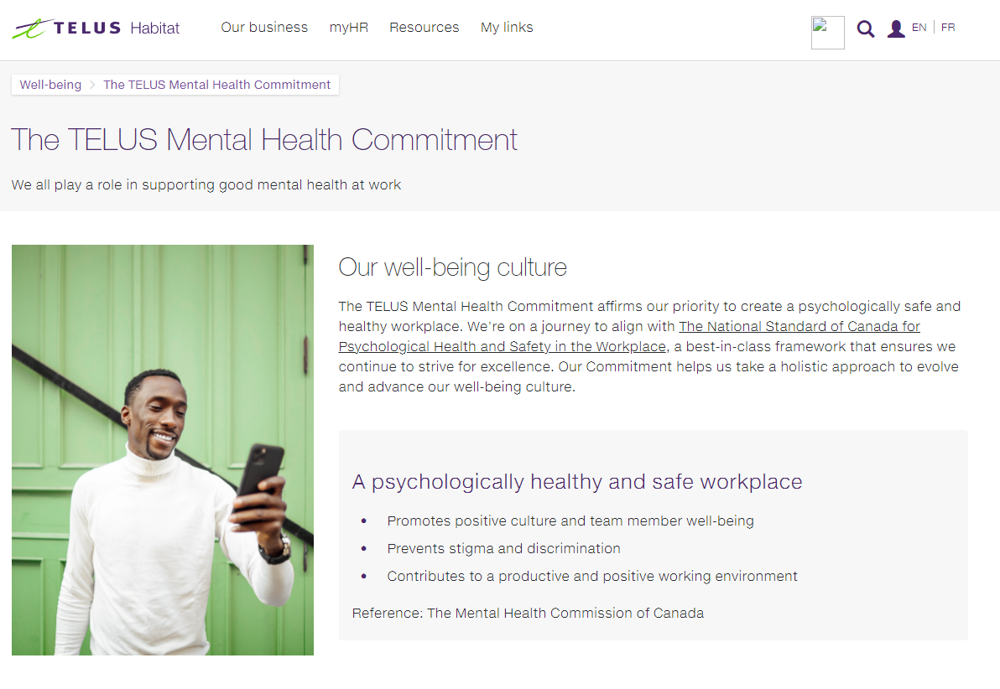 TELUS Habitat
Our business
myHR
Resources
My links
EN
FR
Well-being
The TELUS Mental Health Commitment
The TELUS Mental Health Commitment
We all play a role in supporting good mental health at work
Our well-being culture
The TELUS Mental Health Commitment affirms our priority to create a psychologically safe and
healthy workplace. We’re on a journey to align with The National Standard of Canada for
Psychological Health and Safety in the Workplace, a best-in-class framework that ensures we
continue to strive for excellence. Our Commitment helps us take a holistic approach to evolve
and advance our well-being culture.
A psychologically healthy and safe workplace
• Promotes positive culture and team member well-being
• Prevents stigma and discrimination
• Contributes to a productive and positive working environment
Reference: The Mental Health Commission of Canada